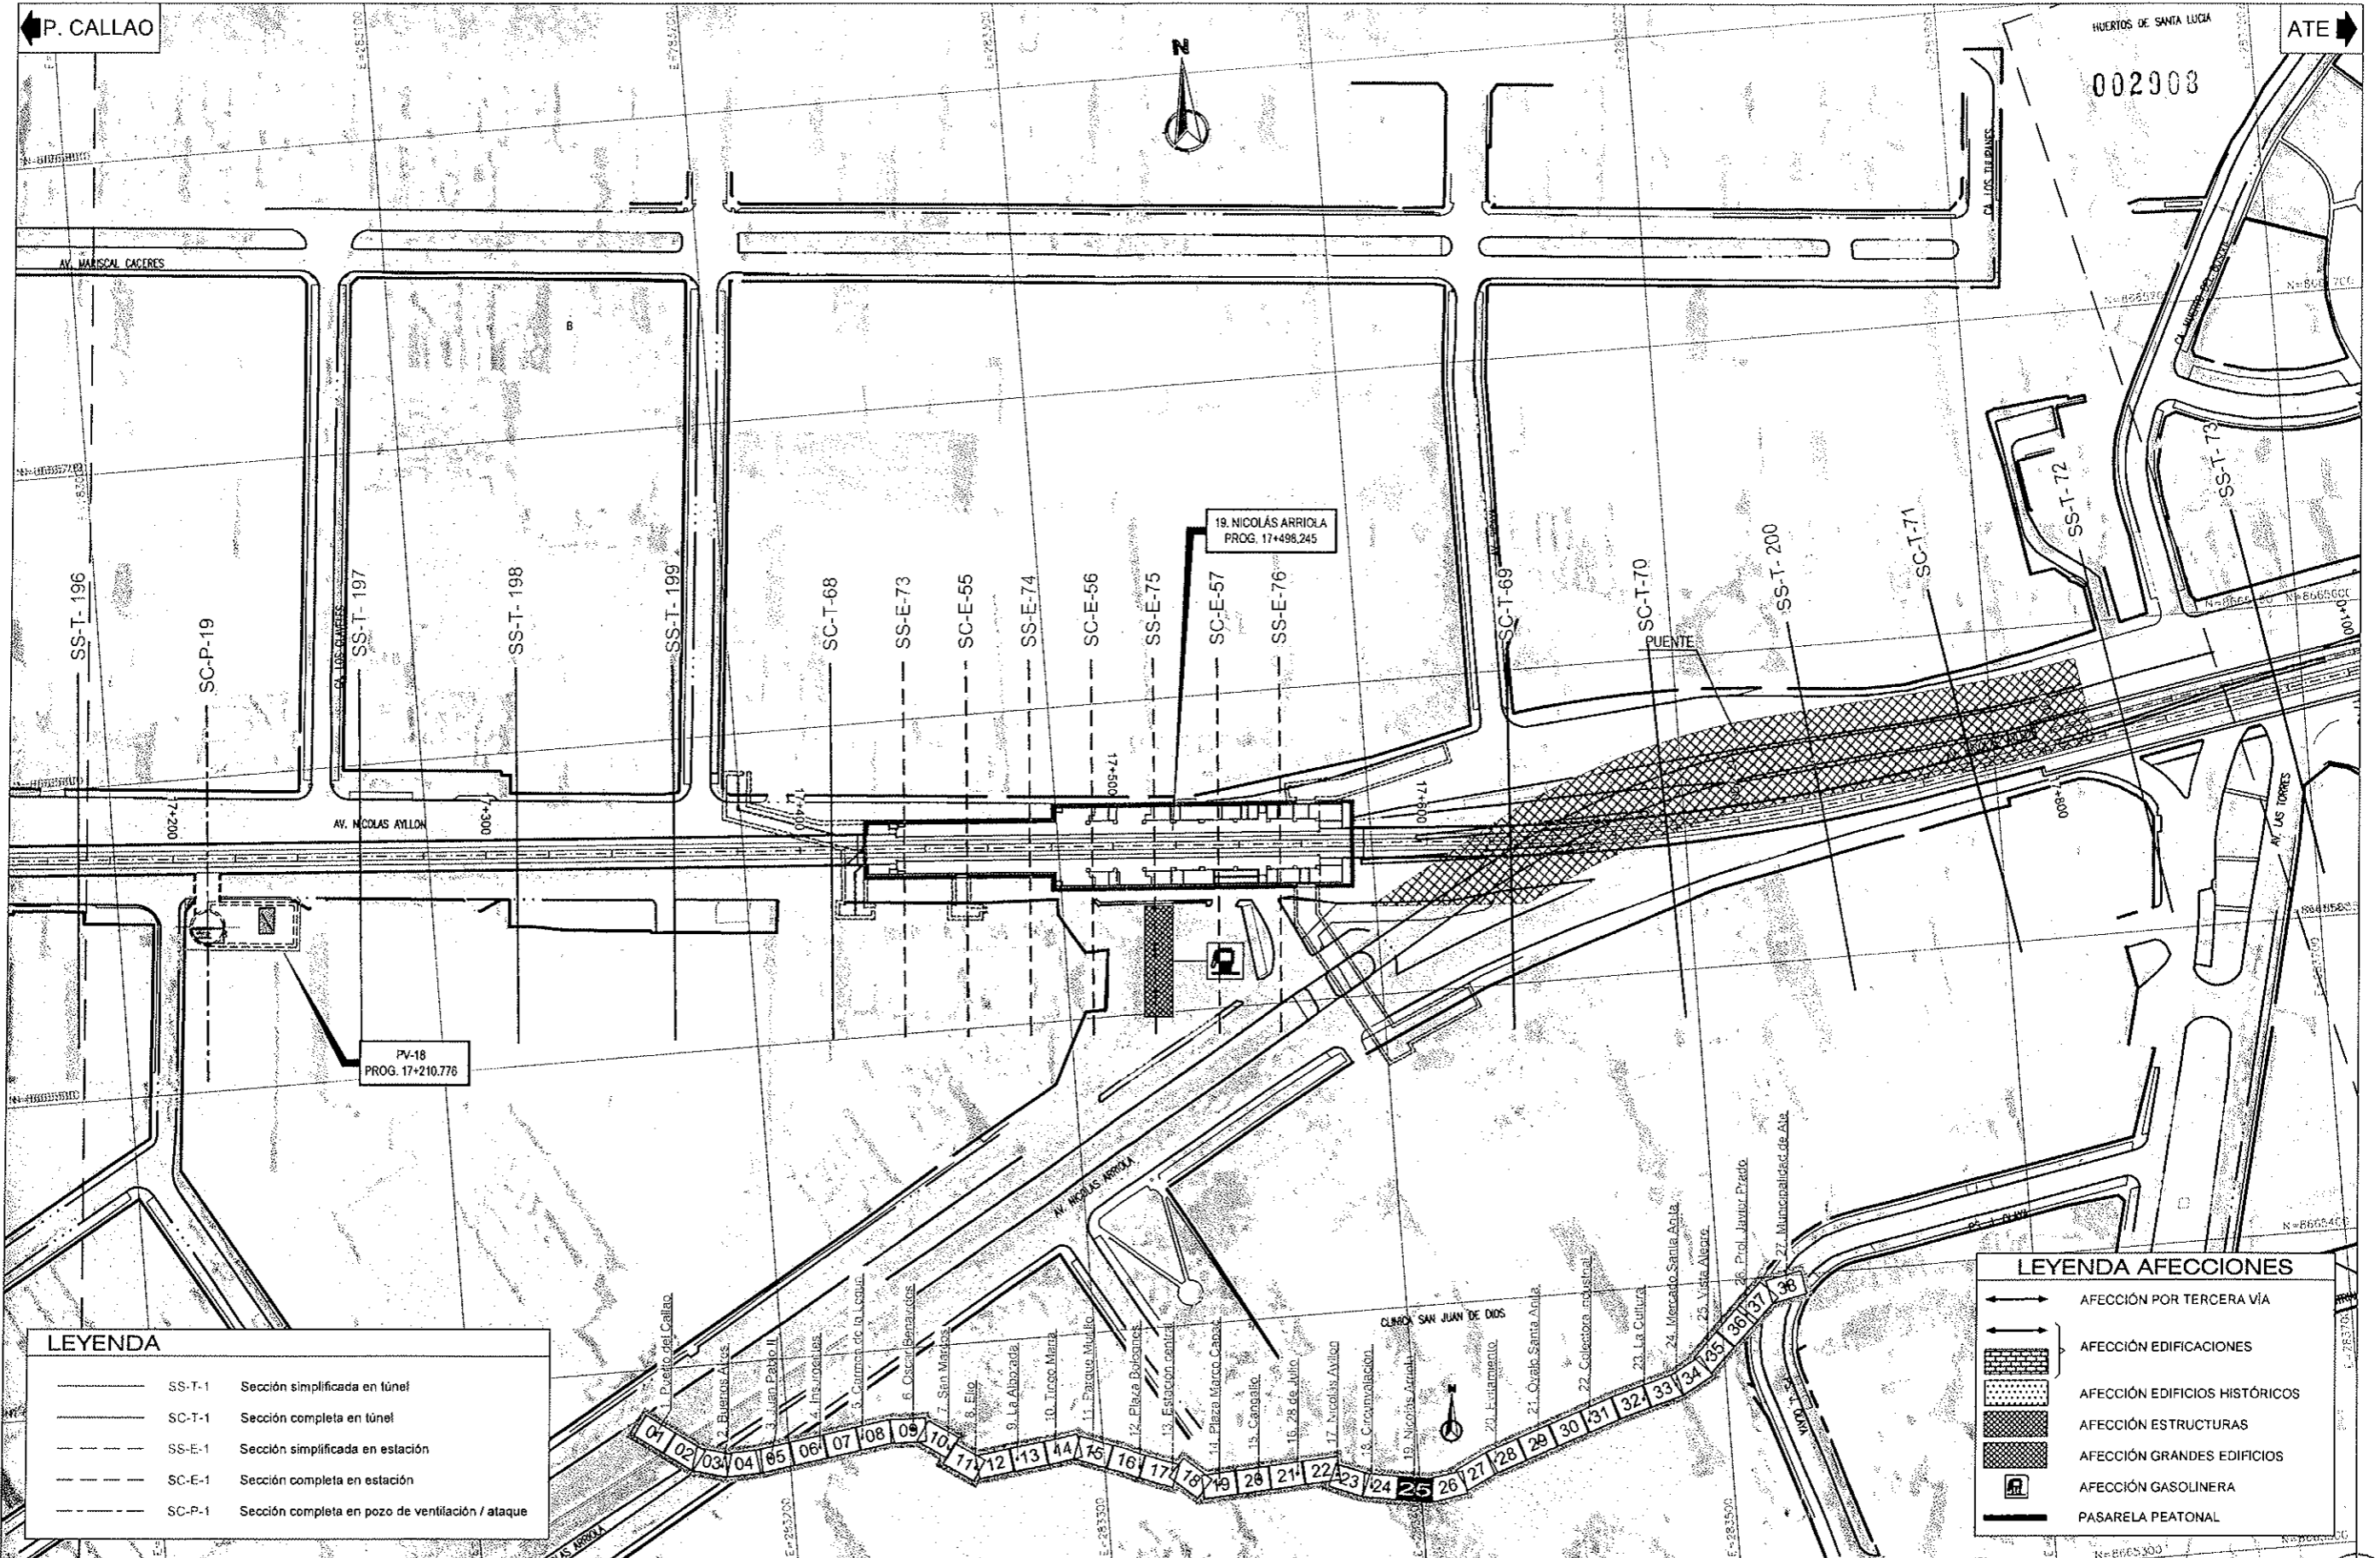 P. CALLAO
ATE
HUERTOS DE SANTA LUCIA
002908
N
AV. MARISCAL CACERES
B
19. NICOLÁS ARRIOLA
PROG. 17+498,245
SS-T-196
SC-P-19
SS-T-197
SS-T-198
SS-T-199
SC-T-68
SS-E-73
SC-E-55
SS-E-74
SC-E-56
SS-E-75
SC-E-57
SS-E-76
SC-T-69
SC-T-70
SS-T-200
SC-T-71
SS-T-72
SS-T-73
PUENTE
17+200
17+300
17+400
17+500
17+600
17+800
0+100
AV. NICOLAS AYLLON
AV. LAS TORRES
PV-18
PROG. 17+210.776
AV. NICOLAS ARRIOLA
CLINICA SAN JUAN DE DIOS
1. Puerto del Callao
2. Buenos Aires
3. Juan Pablo II
4. Insurgentes
5. Carmen de la Legua
6. Oscar Benavides
7. San Marcos
8. Elio
9. La Alborada
10. Tingo María
11. Parque Murillo
12. Plaza Bolognesi
13. Estación central
14. Plaza Manco Capac
15. Cangallo
16. 28 de Julio
17. Nicolás Ayllon
18. Circunvalación
19. Nicolás Arriola
20. Evitamiento
21. Óvalo Santa Anita
22. Colectora industrial
23. La Cultura
24. Mercado Santa Anita
25. Vista Alegre
26. Prol. Javier Prado
27. Municipalidad de Ate
01 02 03 04 05 06 07 08 09 10 11 12 13 14 15 16 17 18 19 20 21 22 23 24 25 26 27 28 29 30 31 32 33 34 35 36 37 38
N
LEYENDA
SS-T-1 Sección simplificada en túnel
SC-T-1 Sección completa en túnel
SS-E-1 Sección simplificada en estación
SC-E-1 Sección completa en estación
SC-P-1 Sección completa en pozo de ventilación / ataque
LEYENDA AFECCIONES
AFECCIÓN POR TERCERA VÍA
AFECCIÓN EDIFICACIONES
AFECCIÓN EDIFICIOS HISTÓRICOS
AFECCIÓN ESTRUCTURAS
AFECCIÓN GRANDES EDIFICIOS
AFECCIÓN GASOLINERA
PASARELA PEATONAL